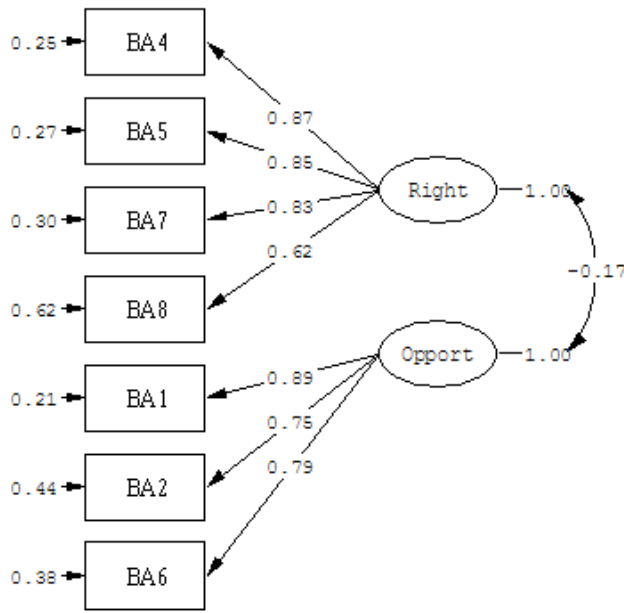 0.25 BA4
0.87
0.27 BA5
0.85
Right 1.00
0.30 BA7
0.83
0.62
-0.17
0.62 BA8
Opport 1.00
0.21 BA1
0.89
0.75
0.44 BA2
0.79
0.38 BA6